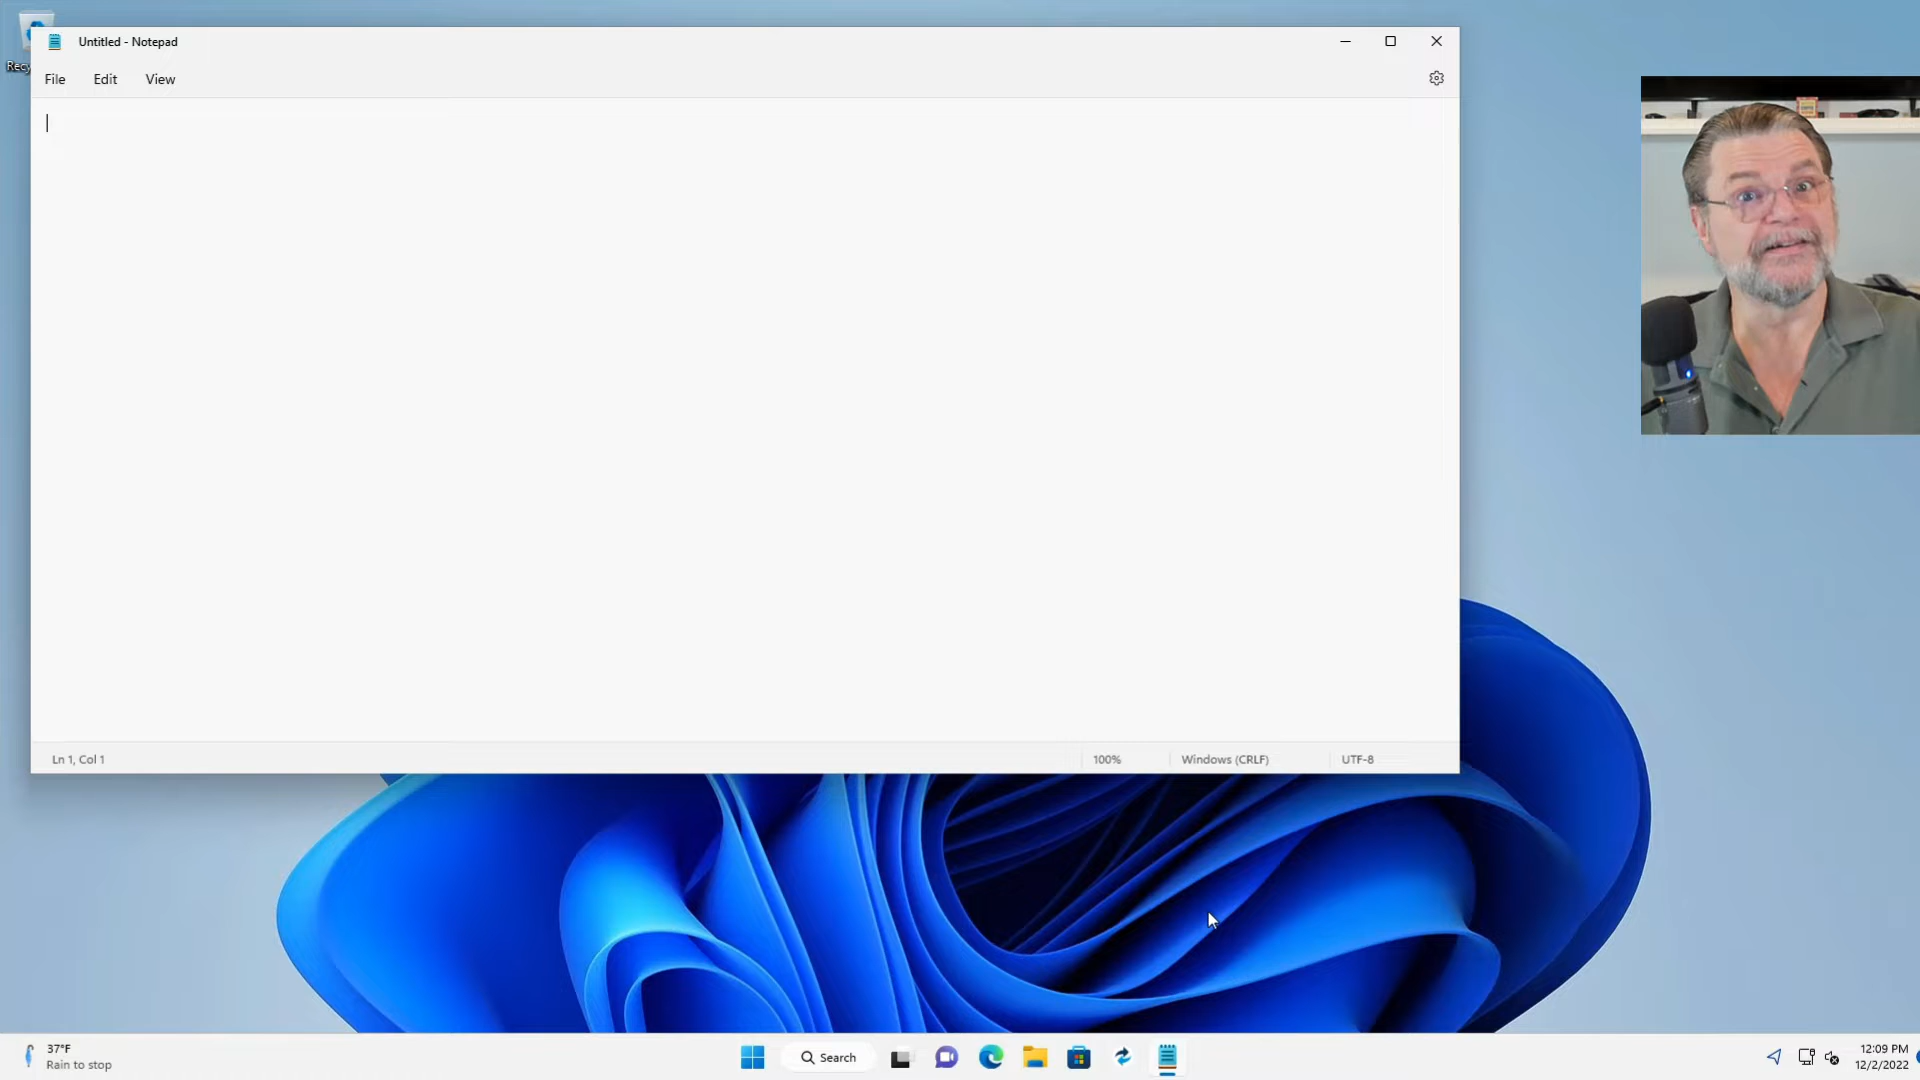 Recy
Untitled - Notepad
File Edit View
Ln 1, Col 1
100%
Windows (CRLF)
UTF-8
37°F
Rain to stop
Search
12:09 PM
12/2/2022